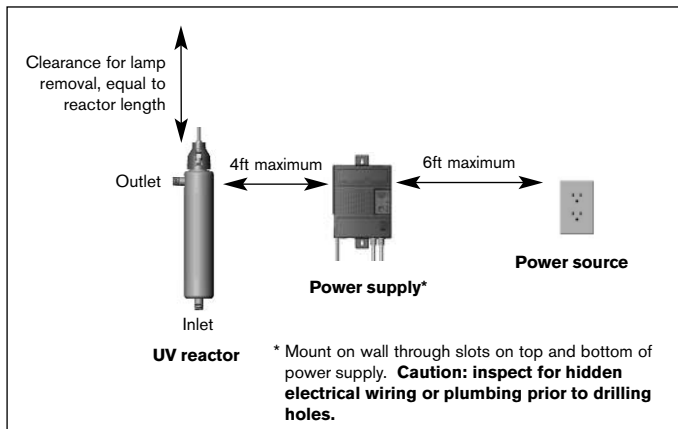 Clearance for lamp
removal, equal to
reactor length
4ft maximum
6ft maximum
Outlet
Power source
Power supply*
Inlet
UV reactor
* Mount on wall through slots on top and bottom of
power supply. Caution: inspect for hidden
electrical wiring or plumbing prior to drilling
holes.